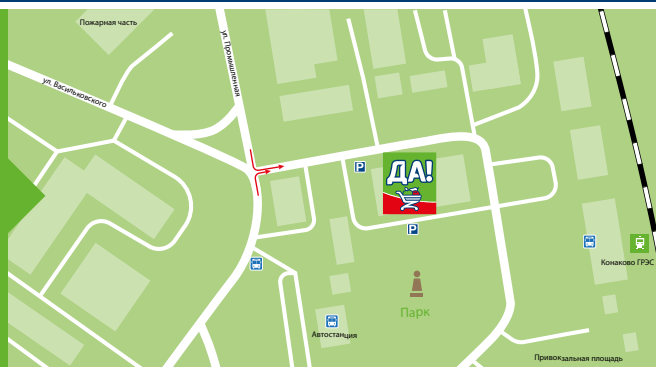 Пожарная часть
ул. Промышленная
ул. Васильковского
P
ДА!
P
Конаково ГРЭС
Парк
Автостанция
Привокзальная площадь